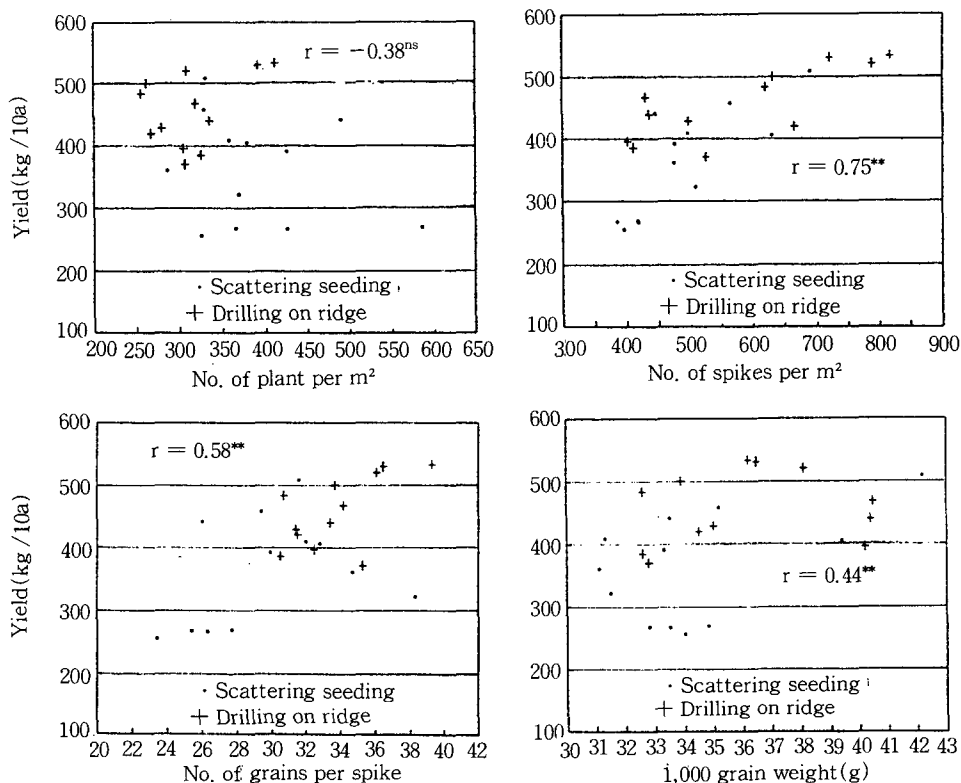 600
500
400
300
200
100
Yield(kg /10a)
r = −0.38ns
· Scattering seeding
+ Drilling on ridge
200 250 300 350 400 450 500 550 600 650
No. of plant per m²
600
500
400
300
200
100
r = 0.75**
· Scattering seeding
+ Drilling on ridge
300 400 500 600 700 800 900
No. of spikes per m²
600
500
400
300
200
100
Yield(kg /10a)
r = 0.58**
· Scattering seeding
+ Drilling on ridge
20 22 24 26 28 30 32 34 36 38 40 42
No. of grains per spike
600
500
400
300
200
100
r = 0.44**
· Scattering seeding
+ Drilling on ridge
30 31 32 33 34 35 36 37 38 39 40 41 42 43
1,000 grain weight(g)